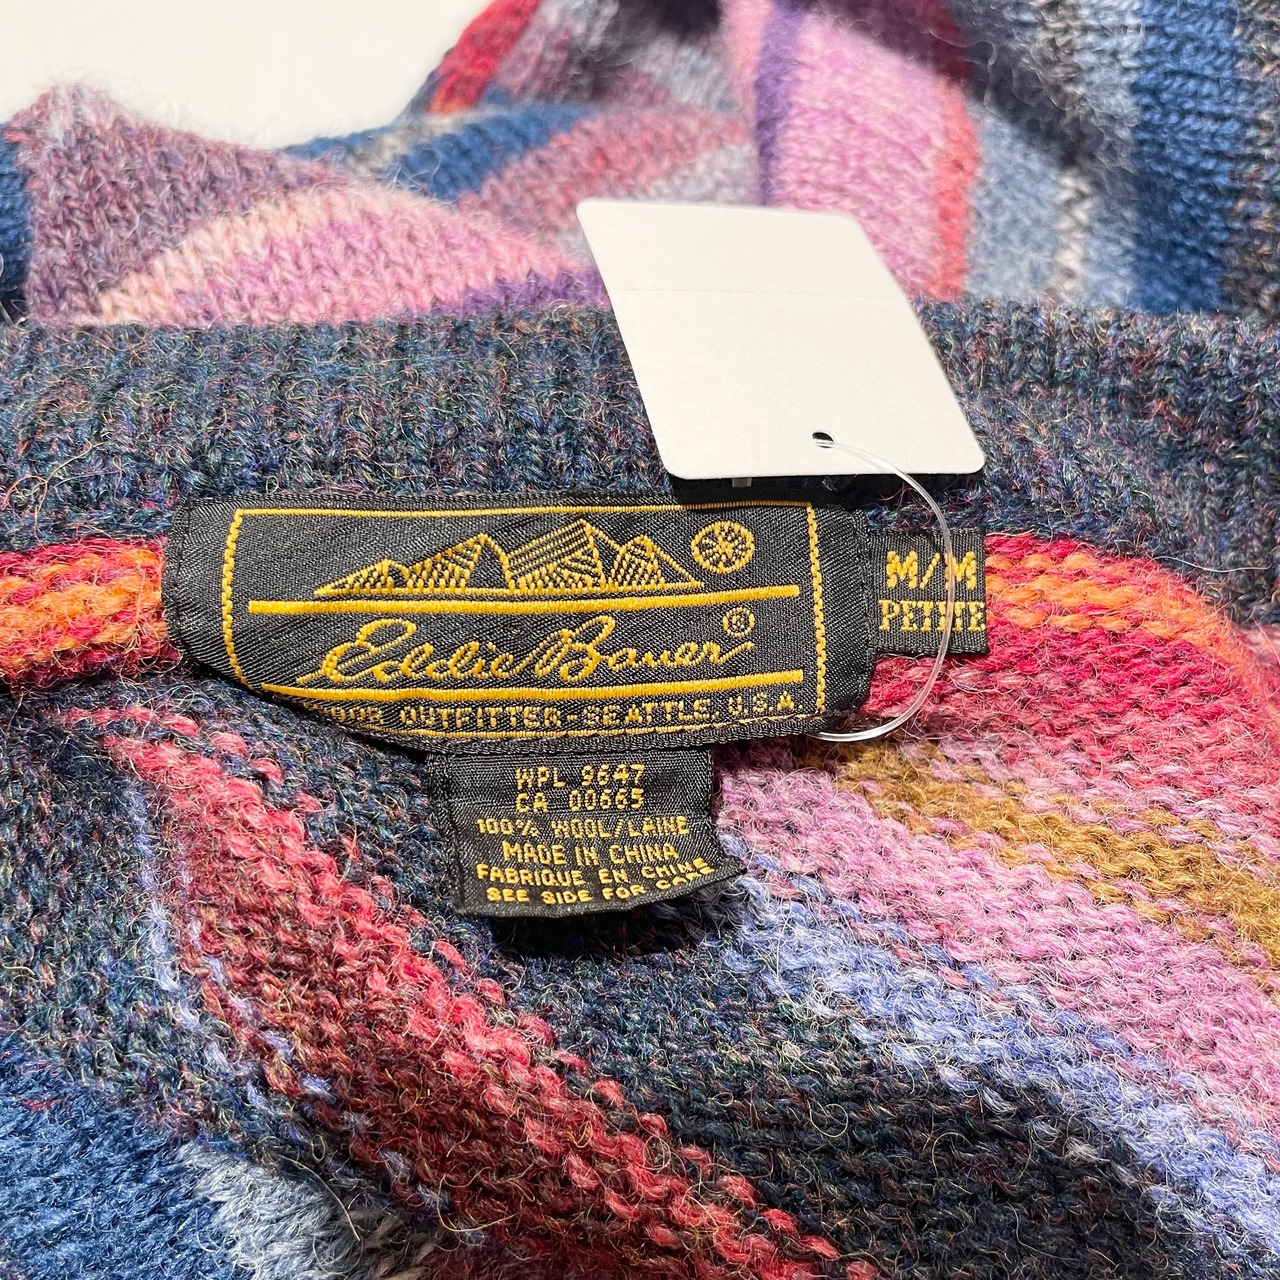 Eddie Bauer®
OUTFITTER-SEATTLE U.S.A
M/M
PETITE
WPL 9647
CA 00665
100% WOOL/LAINE
MADE IN CHINA
FABRIQUE EN CHINE
SEE SIDE FOR CARE